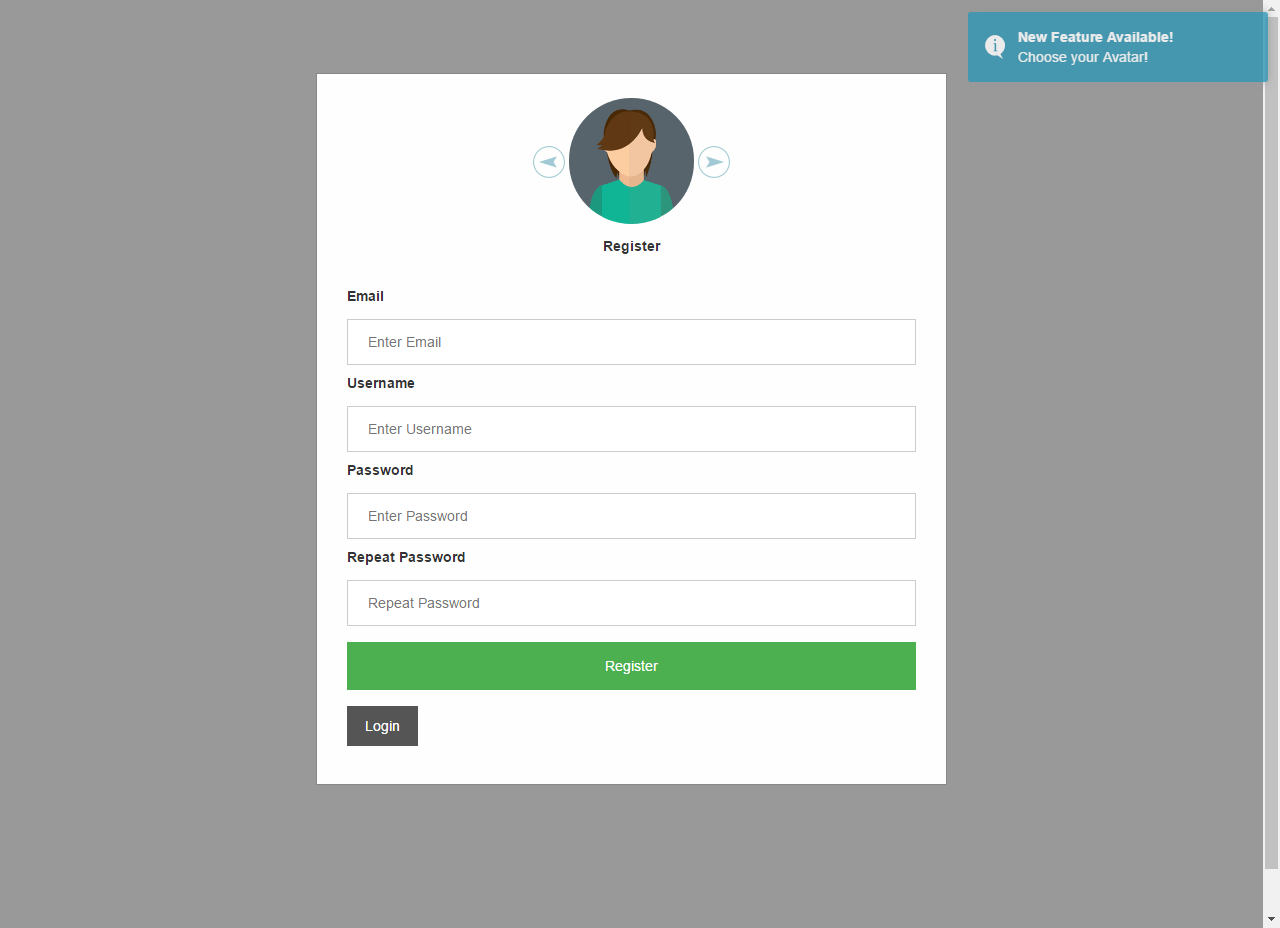 New Feature Available!
Choose your Avatar!
Register
Email
Enter Email
Username
Enter Username
Password
Enter Password
Repeat Password
Repeat Password
Register
Login